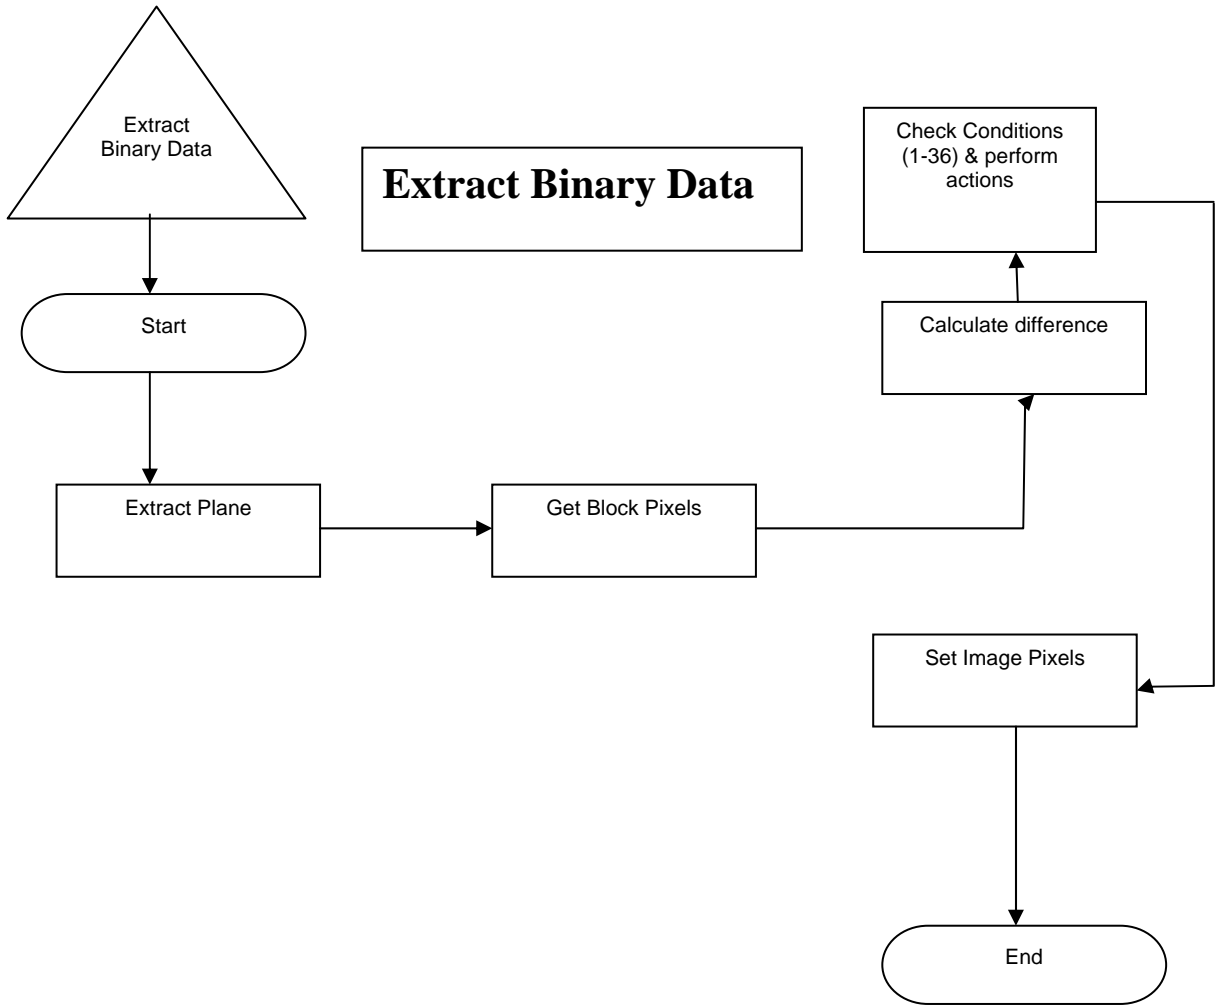 Extract
Binary Data
Extract Binary Data
Check Conditions
(1-36) & perform
actions
Start
Calculate difference
Extract Plane
Get Block Pixels
Set Image Pixels
End